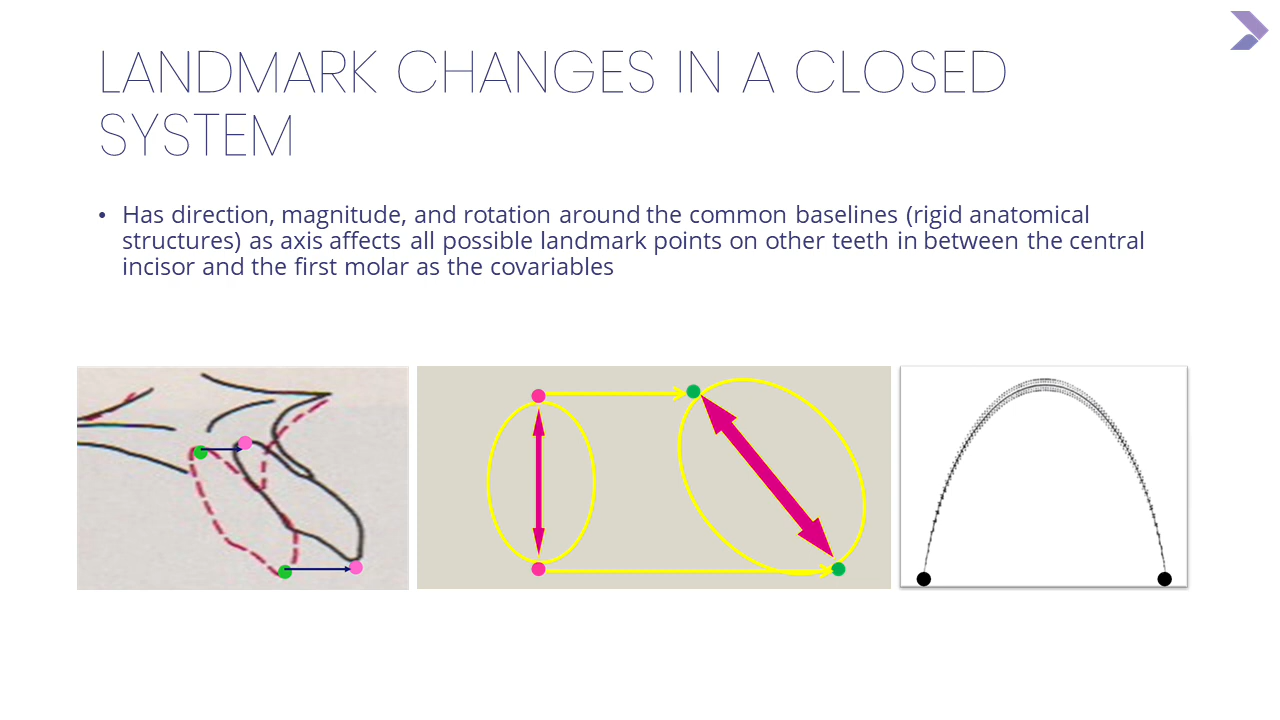 LANDMARK CHANGES IN A CLOSED
SYSTEM
• Has direction, magnitude, and rotation around the common baselines (rigid anatomical
structures) as axis affects all possible landmark points on other teeth in between the central
incisor and the first molar as the covariables